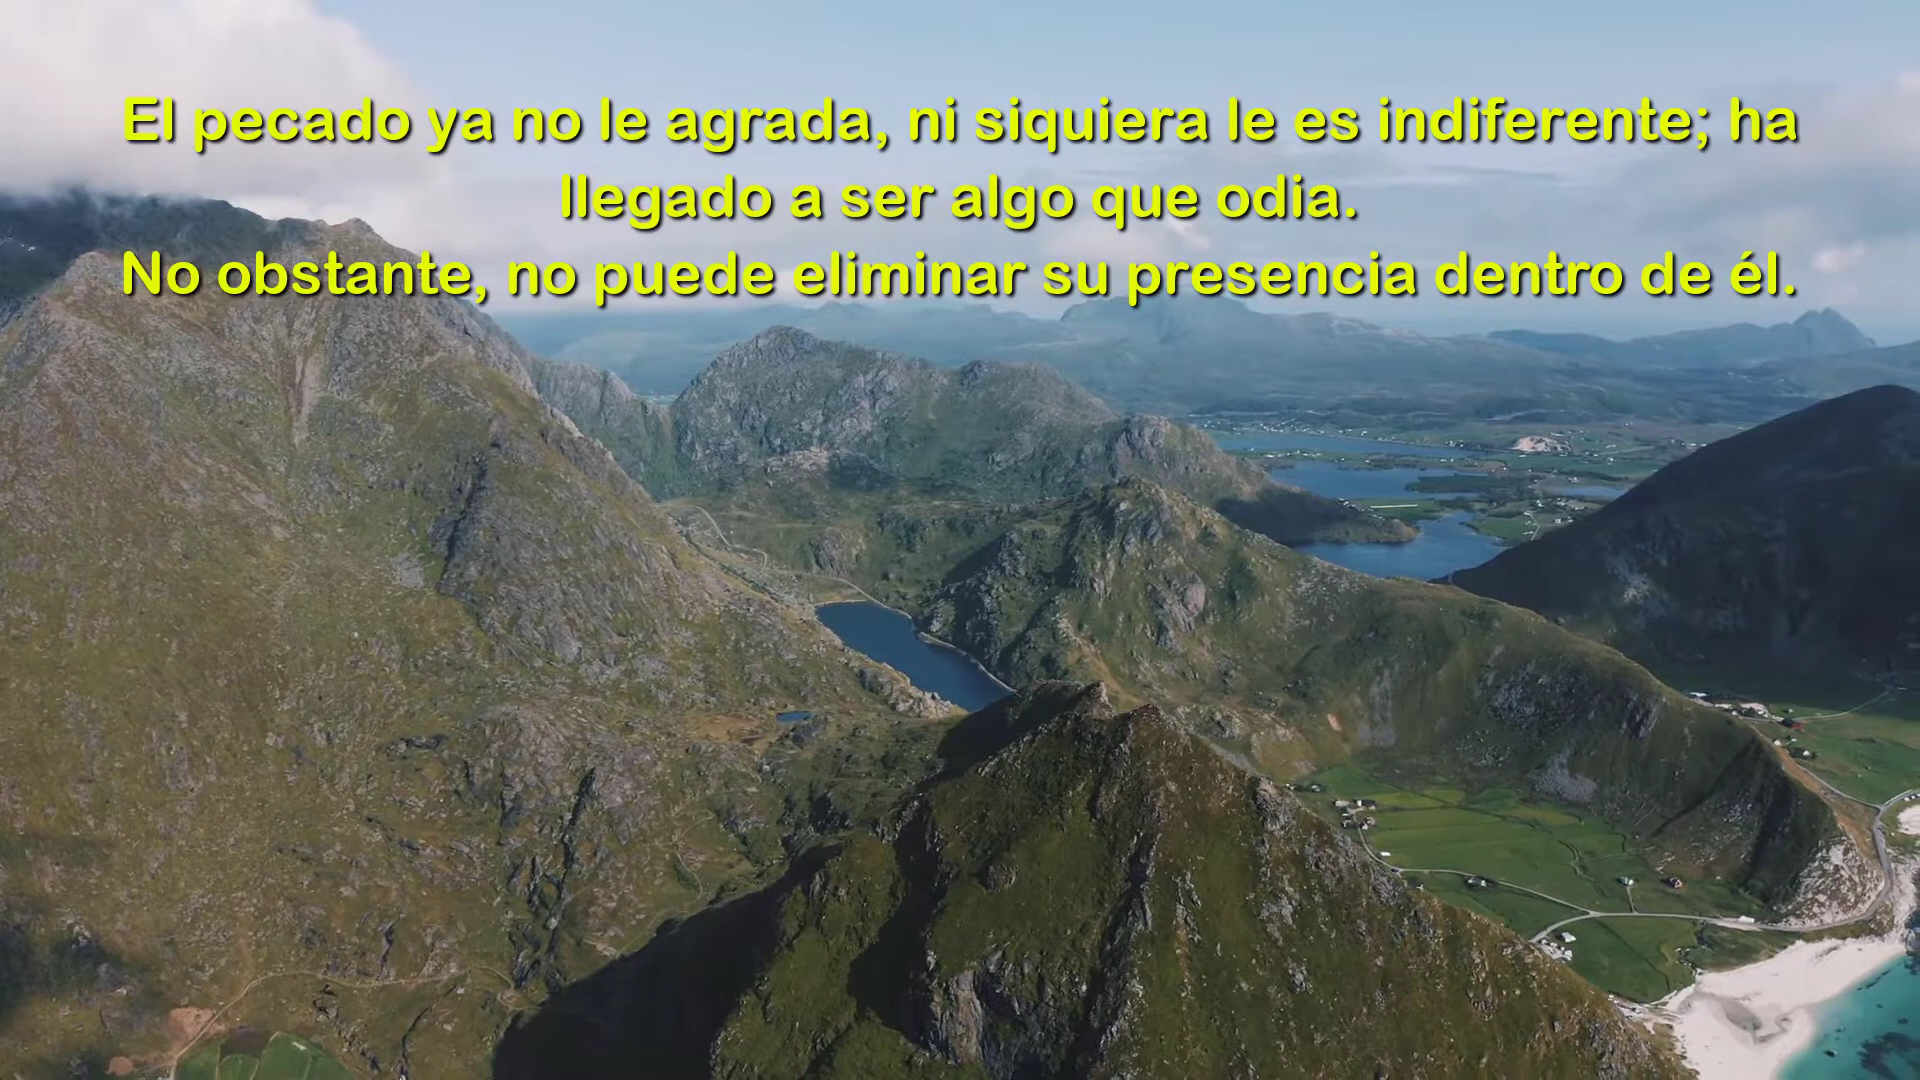 El pecado ya no le agrada, ni siquiera le es indiferente; ha
llegado a ser algo que odia.
No obstante, no puede eliminar su presencia dentro de él.